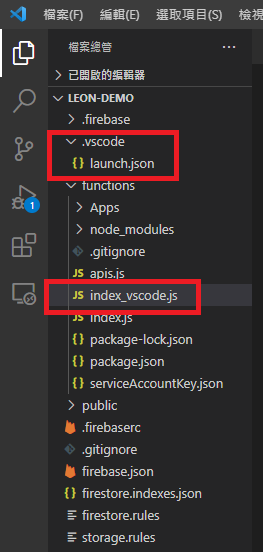 檔案(F) 編輯(E) 選取項目(S) 檢視
檔案總管
已開啟的編輯器
LEON-DEMO
.firebase
.vscode
{} launch.json
functions
Apps
node_modules
.gitignore
JS apis.js
JS index_vscode.js
JS index.js
{} package-lock.json
{} package.json
{} serviceAccountKey.json
public
.firebaserc
.gitignore
firebase.json
{} firestore.indexes.json
firestore.rules
storage.rules
1